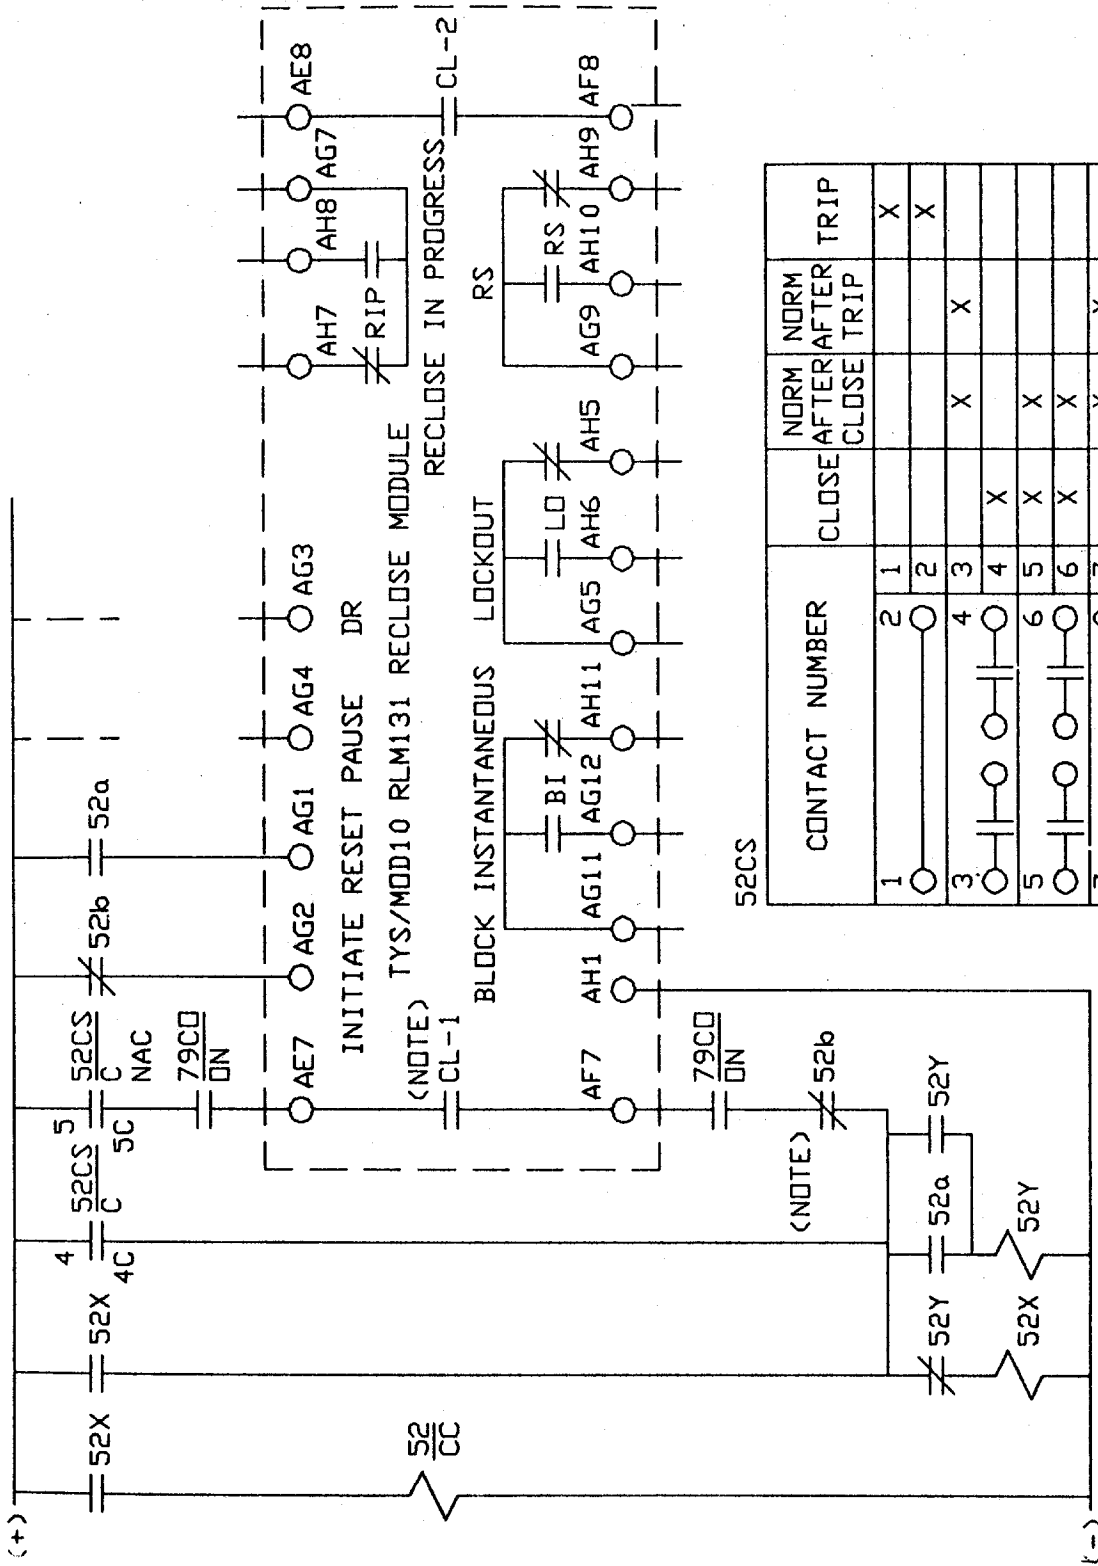 (+)
52X
52X
4
52CS
C
4C
5
52CS
C
5C
NAC
79CO
ON
52b
52a
AE7
AG2
AG1
AG4
AG3
AH7
AH8
AG7
AE8
INITIATE RESET PAUSE DR
RIP
TYS/MOD10 RLM131 RECLOSE MODULE
RECLOSE IN PROGRESS
52
CC
(NOTE)
CL-1
CL-2
BLOCK INSTANTANEOUS
LOCKOUT
RS
BI
LO
RS
AF7
AH1
AG11
AG12
AH11
AG5
AH6
AH5
AG9
AH10
AH9
AF8
79CO
ON
(NOTE)
52b
52Y
52a
52Y
52X
52Y
(-)
52CS
CONTACT NUMBER
CLOSE
NORM AFTER CLOSE
NORM AFTER TRIP
TRIP
1 2 1 X
2 X
3 4 3 X X
4 X
5 6 5 X X
6 X X
7 X X